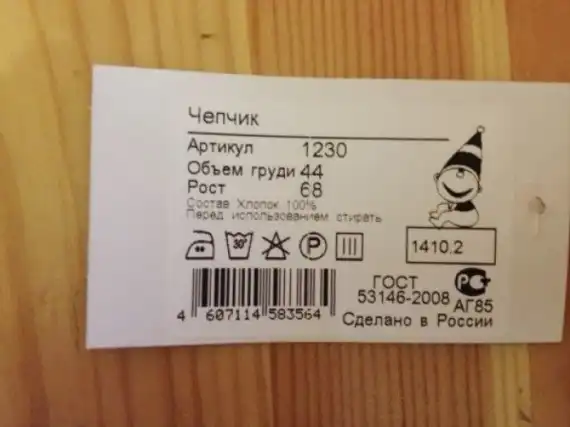 Чепчик
Артикул 1230
Объем груди 44
Рост 68
Состав Хлопок 100%
Перед использованием стирать
30°
P
1410.2
ГОСТ
53146-2008
РСТ
АГ85
Сделано в России
4 607114 583564